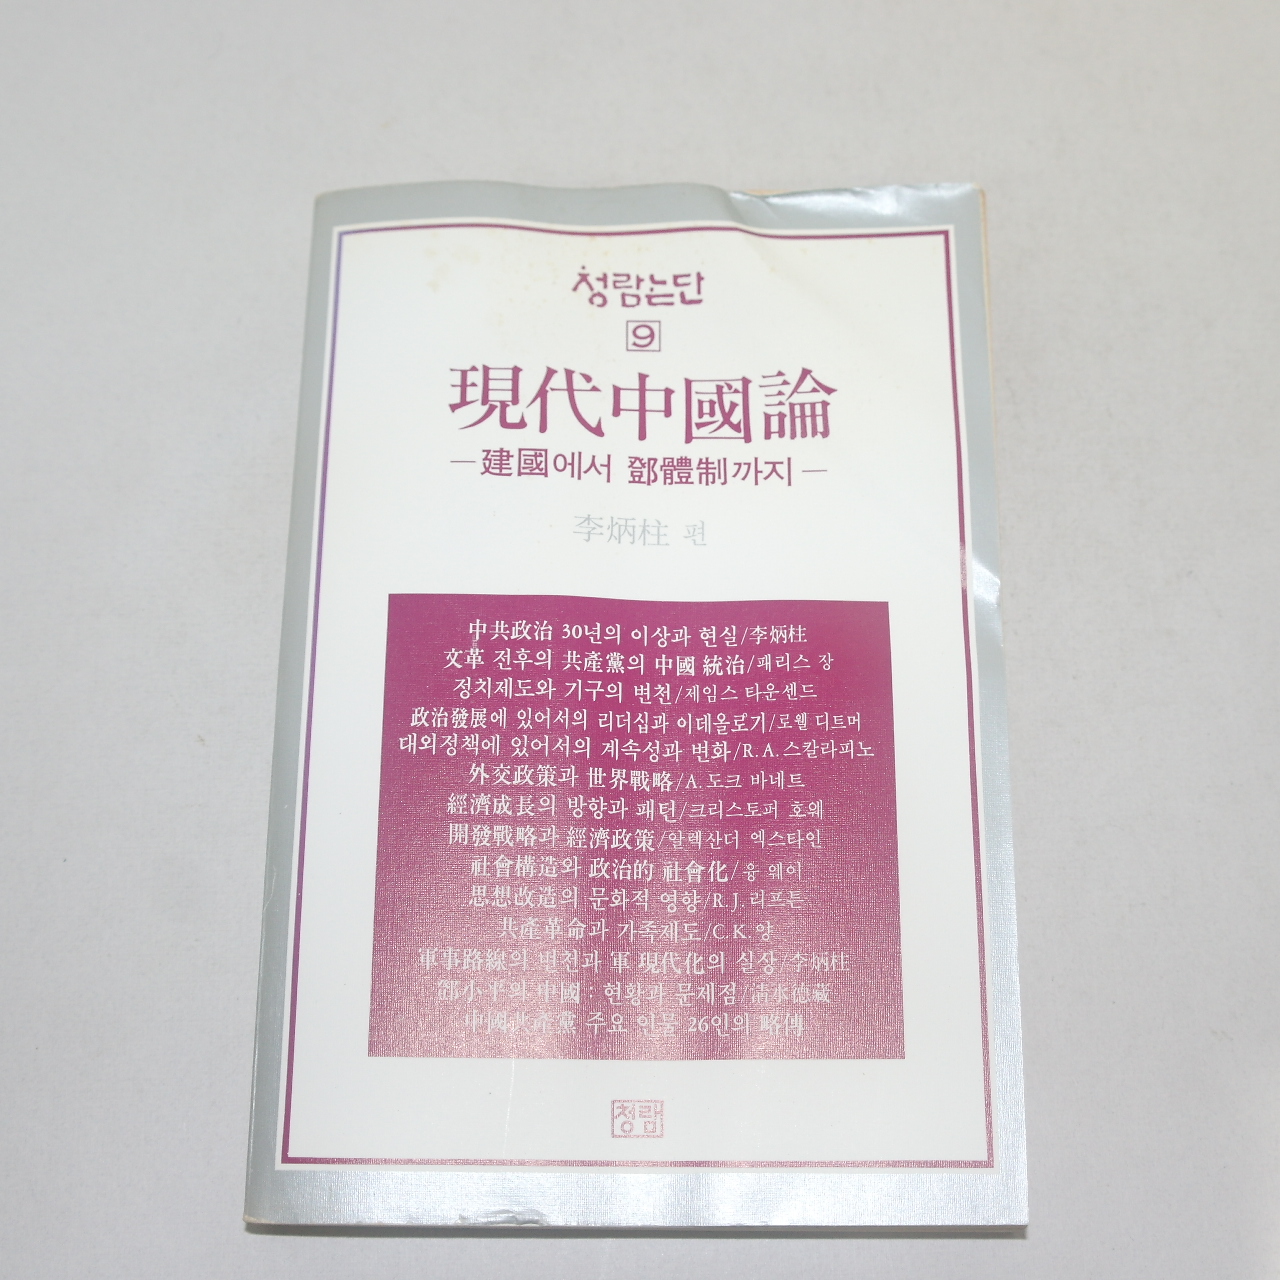 청람논단
9
現代中國論
—建國에서 鄧體制까지—
李炳柱 편
中共政治 30년의 이상과 현실/李炳柱
文革 전후의 共產黨의 中國 統治/패리스 장
정치제도와 기구의 변천/제임스 타운센드
政治發展에 있어서의 리더십과 이데올로기/로웰 디트머
대외정책에 있어서의 계속성과 변화/R. A. 스칼라피노
外交政策과 世界戰略/A. 도크 바네트
經濟成長의 방향과 패턴/크리스토퍼 호웨
開發戰略과 經濟政策/알렉산더 엑스타인
社會構造와 政治的 社會化/융 웨이
思想改造의 문화적 영향/R. J. 리프튼
共產革命과 가족제도/C. K. 양
軍事路線의 변천과 軍 現代化의 실상/李炳柱
鄧小平의 中國 : 현황과 문제점/清水德藏
中國共產黨 주요 인물 26인의 略傳
청람